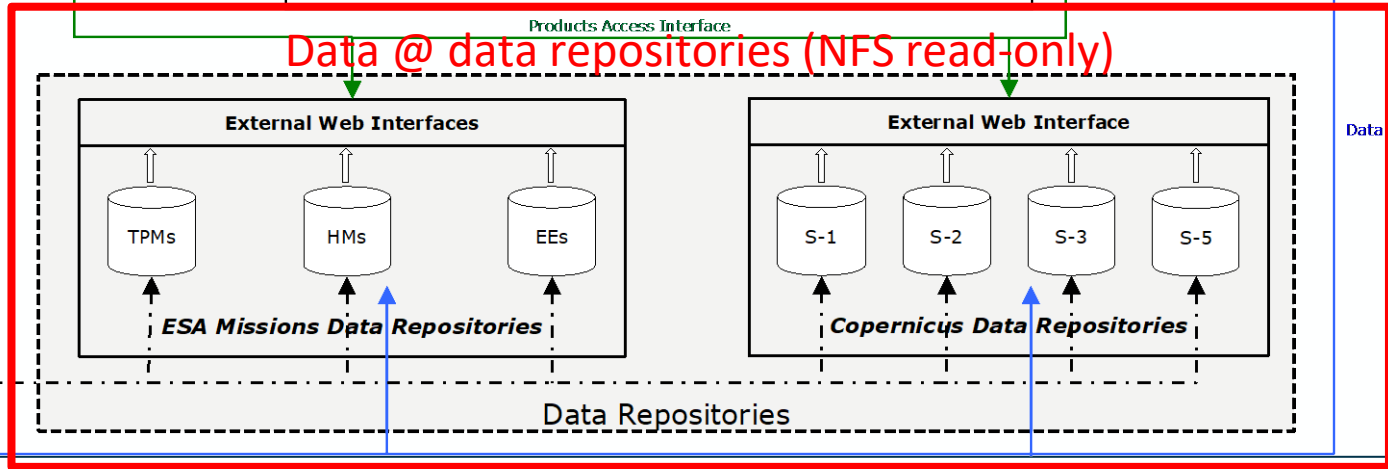 Products Access Interface
Data @ data repositories (NFS read-only)
External Web Interfaces
External Web Interface
Data
TPMs
HMs
EEs
S-1
S-2
S-3
S-5
ESA Missions Data Repositories
Copernicus Data Repositories
Data Repositories